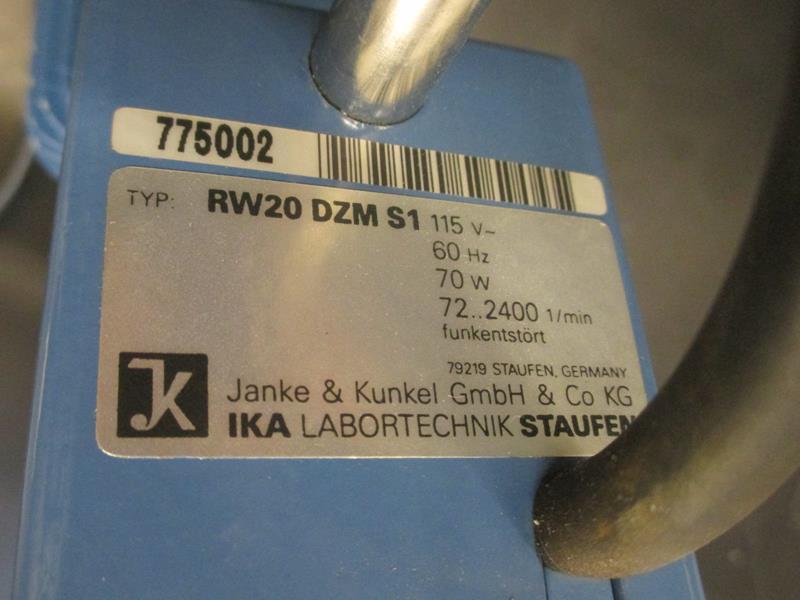 775002
TYP: RW20 DZM S1 115 V~
60 Hz
70 W
72..2400 1/min
funkentstört
79219 STAUFEN, GERMANY
JK
Janke & Kunkel GmbH & Co KG
IKA LABORTECHNIK STAUFEN